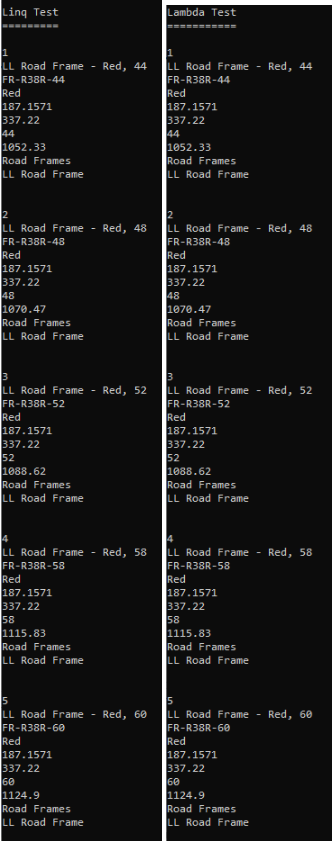 Linq Test
=========
1
LL Road Frame - Red, 44
FR-R38R-44
Red
187.1571
337.22
44
1052.33
Road Frames
LL Road Frame
2
LL Road Frame - Red, 48
FR-R38R-48
Red
187.1571
337.22
48
1070.47
Road Frames
LL Road Frame
3
LL Road Frame - Red, 52
FR-R38R-52
Red
187.1571
337.22
52
1088.62
Road Frames
LL Road Frame
4
LL Road Frame - Red, 58
FR-R38R-58
Red
187.1571
337.22
58
1115.83
Road Frames
LL Road Frame
5
LL Road Frame - Red, 60
FR-R38R-60
Red
187.1571
337.22
60
1124.9
Road Frames
LL Road Frame
Lambda Test
===========
1
LL Road Frame - Red, 44
FR-R38R-44
Red
187.1571
337.22
44
1052.33
Road Frames
LL Road Frame
2
LL Road Frame - Red, 48
FR-R38R-48
Red
187.1571
337.22
48
1070.47
Road Frames
LL Road Frame
3
LL Road Frame - Red, 52
FR-R38R-52
Red
187.1571
337.22
52
1088.62
Road Frames
LL Road Frame
4
LL Road Frame - Red, 58
FR-R38R-58
Red
187.1571
337.22
58
1115.83
Road Frames
LL Road Frame
5
LL Road Frame - Red, 60
FR-R38R-60
Red
187.1571
337.22
60
1124.9
Road Frames
LL Road Frame